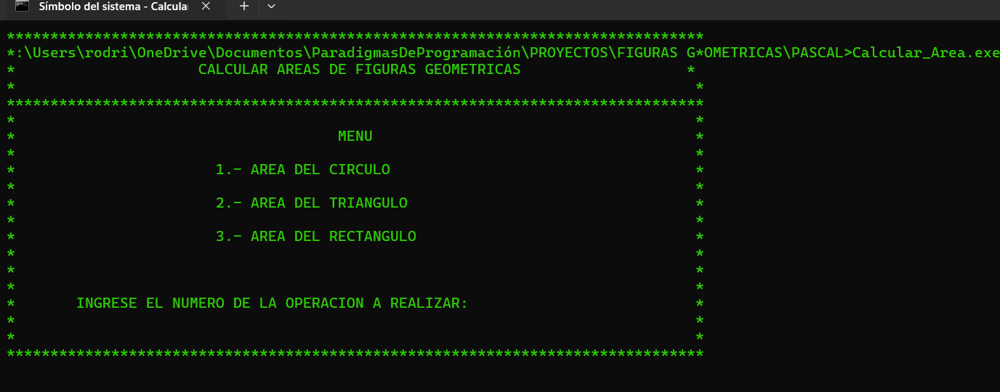 Símbolo del sistema - Calcula
********************************************************************************
*:\Users\rodri\OneDrive\Documentos\ParadigmasDeProgramación\PROYECTOS\FIGURAS G*OMETRICAS\PASCAL>Calcular_Area.exe
*                     CALCULAR AREAS DE FIGURAS GEOMETRICAS                   *
*                                                                              *
********************************************************************************
*                                                                              *
*                                     MENU                                     *
*                                                                              *
*                       1.- AREA DEL CIRCULO                                   *
*                                                                              *
*                       2.- AREA DEL TRIANGULO                                 *
*                                                                              *
*                       3.- AREA DEL RECTANGULO                                *
*                                                                              *
*                                                                              *
*                                                                              *
*       INGRESE EL NUMERO DE LA OPERACION A REALIZAR:                          *
*                                                                              *
*                                                                              *
********************************************************************************